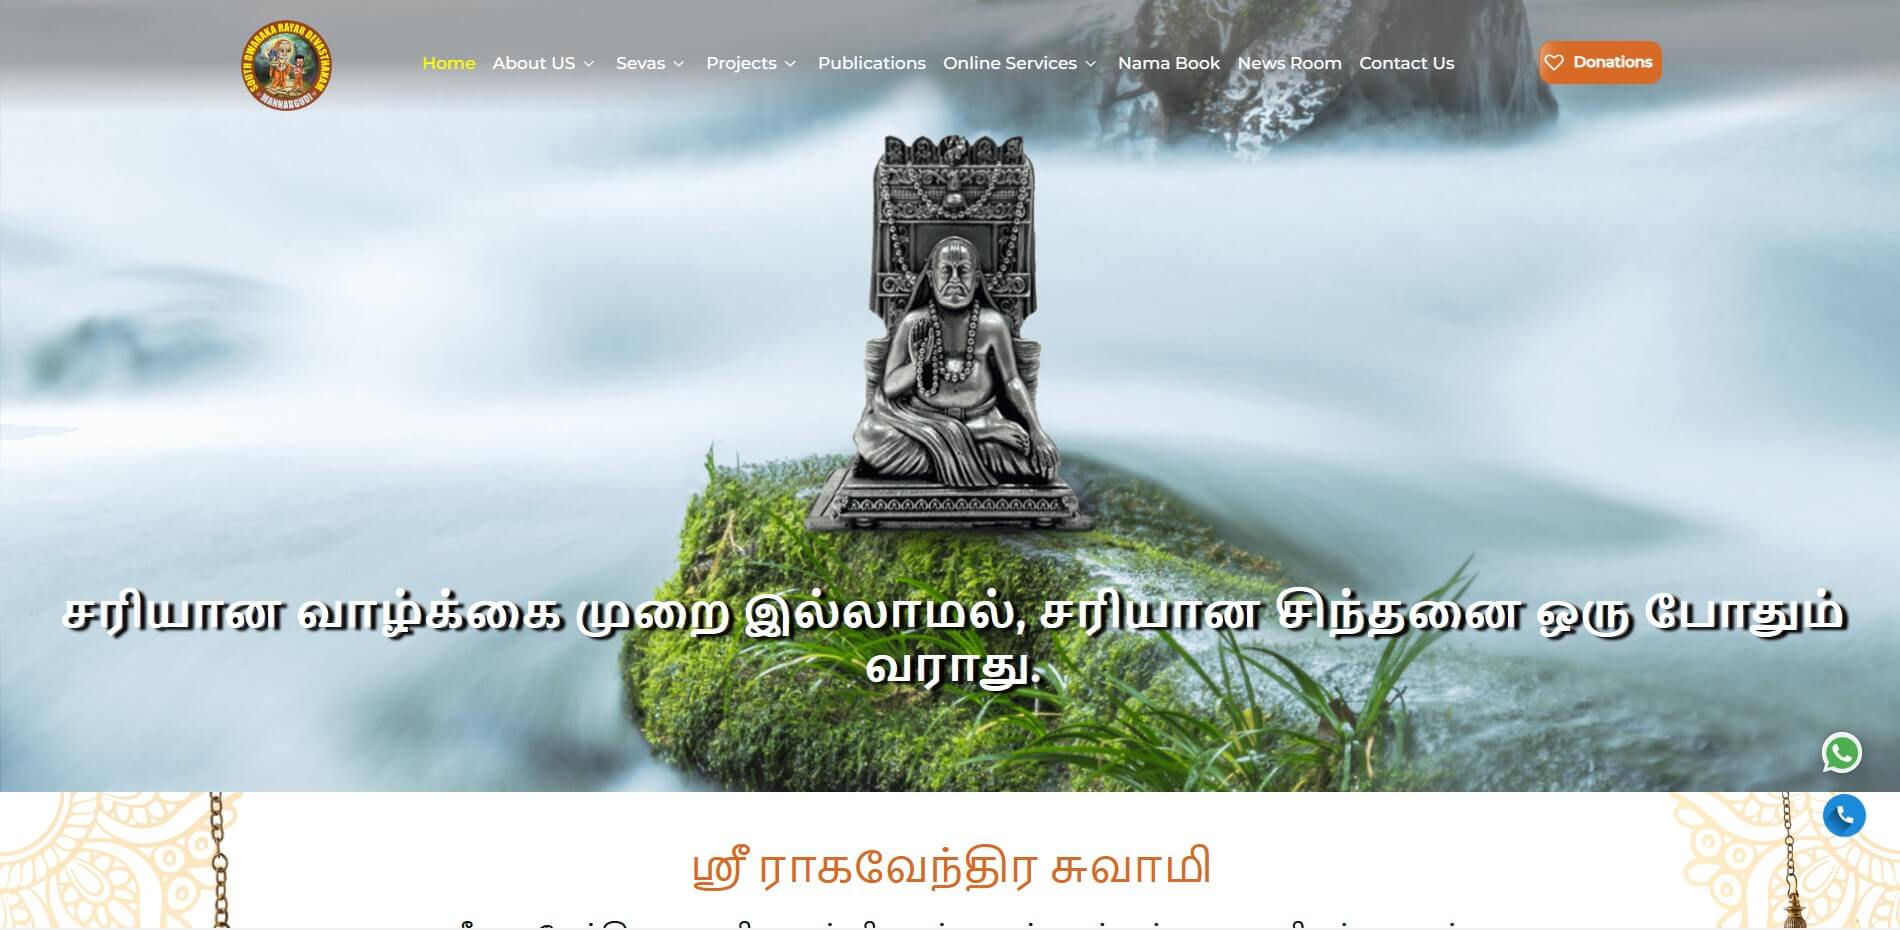 SOUTH DWARAKA RAYAR DEVASTHANAM
MANNARGUDI
Home About US Sevas Projects Publications Online Services Nama Book News Room Contact Us
Donations
சரியான வாழ்க்கை முறை இல்லாமல், சரியான சிந்தனை ஒரு போதும்
வராது.
ஸ்ரீ ராகவேந்திர சுவாமி